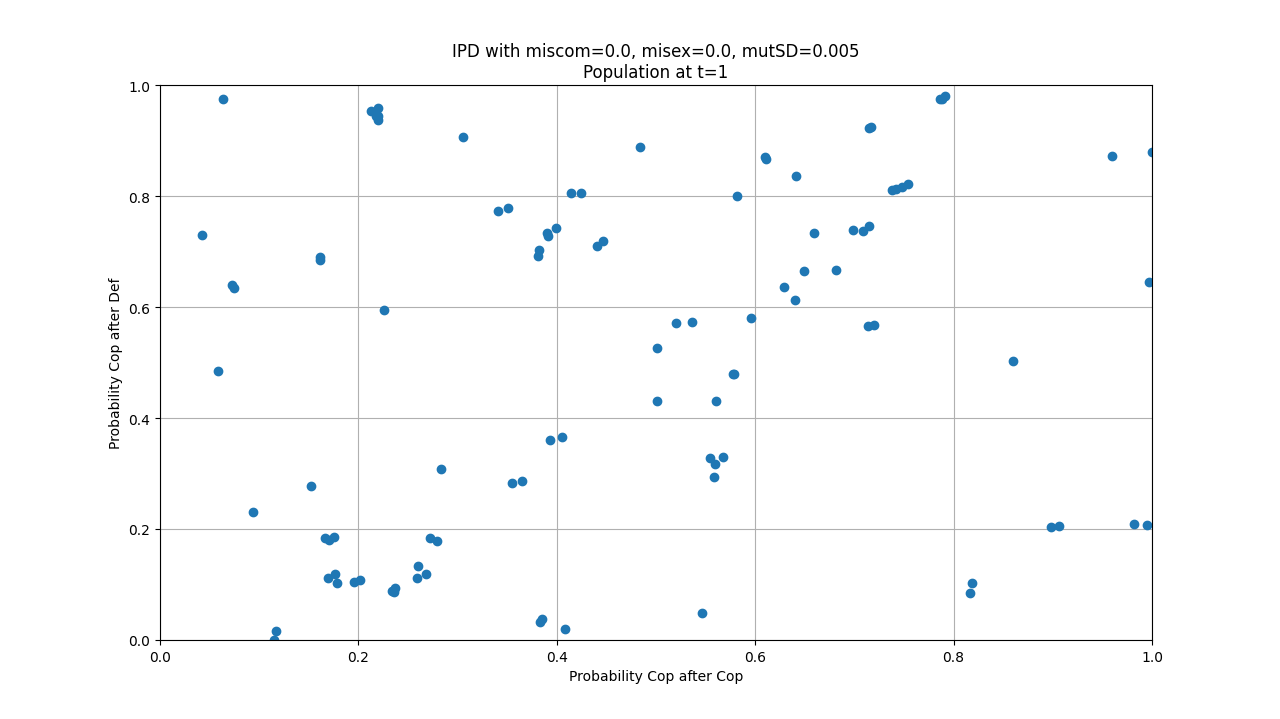 IPD with miscom=0.0, misex=0.0, mutSD=0.005
Population at t=1
1.0
0.8
0.6
0.4
0.2
0.0
Probability Cop after Def
0.0 0.2 0.4 0.6 0.8 1.0
Probability Cop after Cop